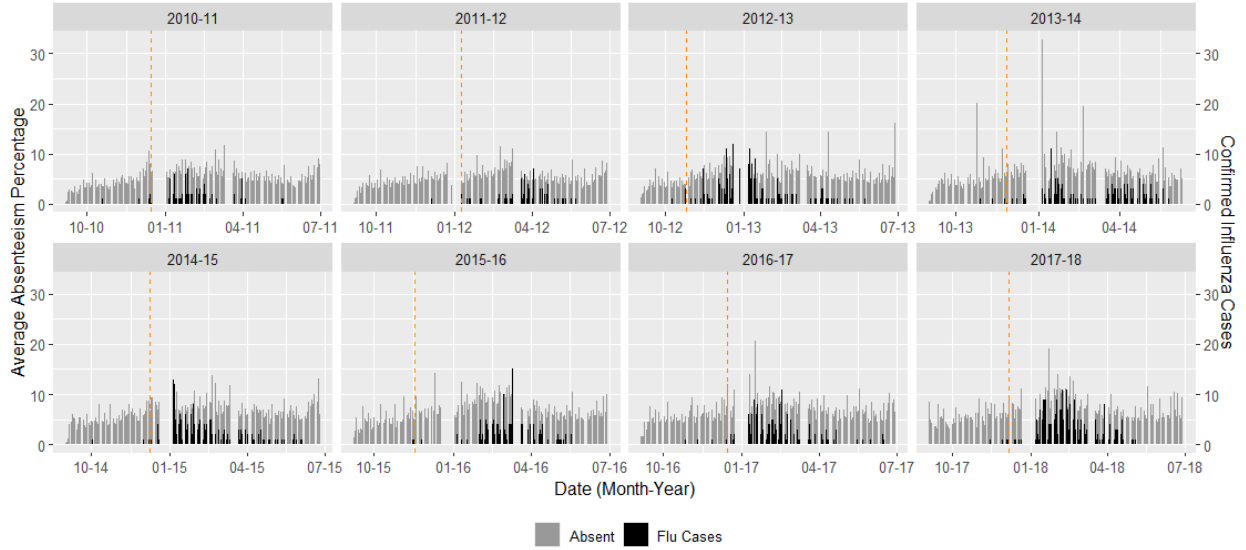 2010-11 2011-12 2012-13 2013-14
Average Absenteeism Percentage
30
20
10
0
30
20
10
0
Confirmed Influenza Cases
10-10 01-11 04-11 07-11 10-11 01-12 04-12 07-12 10-12 01-13 04-13 07-13 10-13 01-14 04-14
2014-15 2015-16 2016-17 2017-18
30
20
10
0
30
20
10
0
10-14 01-15 04-15 07-15 10-15 01-16 04-16 07-16 10-16 01-17 04-17 07-17 10-17 01-18 04-18 07-18
Date (Month-Year)
Absent Flu Cases